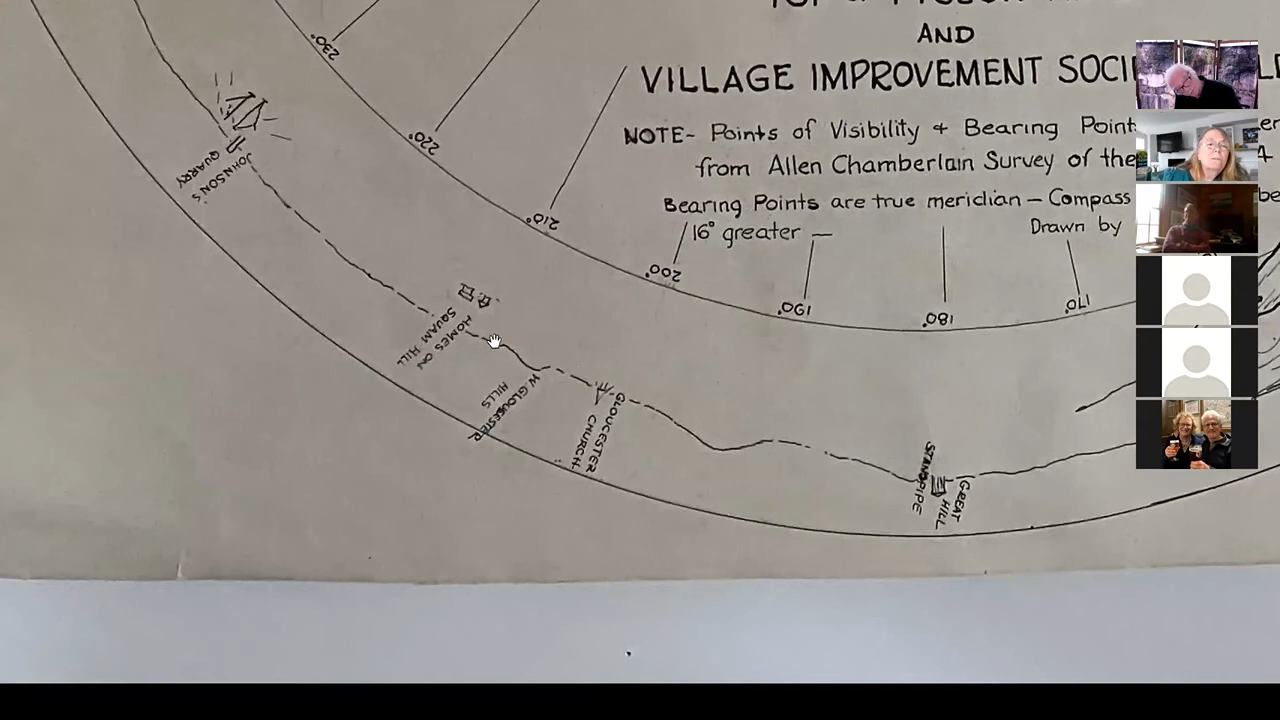 AND
VILLAGE IMPROVEMENT
NOTE- Points of Visibility + Bearing
from Allen Chamberlain Survey of the
Bearing Points are true meridian — Compass
16° greater —
Drawn by
230°
220°
210°
200°
190°
180°
170°
JOHNSON'S
QUARRY
HOMES ON
SQUAM HILL
W. GLOUCESTER
HILLS
GLOUCESTER
CHURCH
STANDPIPE
GREAT
HILL